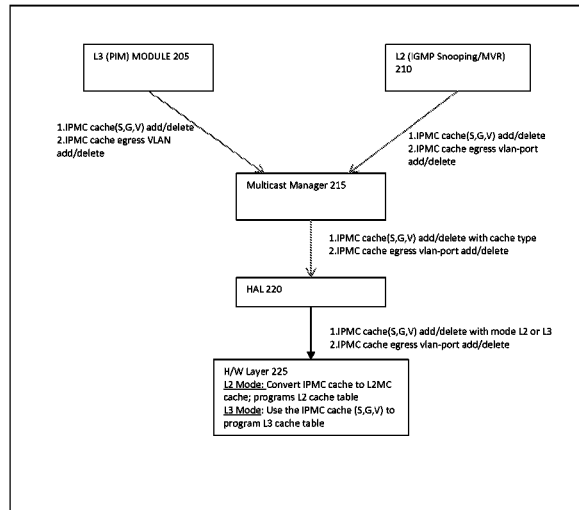 L3 (PIM) MODULE 205
L2 (IGMP Snooping/MVR)
210
1.IPMC cache(S,G,V) add/delete
2.IPMC cache egress VLAN
add/delete
1.IPMC cache(S,G,V) add/delete
2.IPMC cache egress vlan-port
add/delete
Multicast Manager 215
1.IPMC cache(S,G,V) add/delete with cache type
2.IPMC cache egress vlan-port add/delete
HAL 220
1.IPMC cache(S,G,V) add/delete with mode L2 or L3
2.IPMC cache egress vlan-port add/delete
H/W Layer 225
L2 Mode: Convert IPMC cache to L2MC
cache; programs L2 cache table
L3 Mode: Use the IPMC cache (S,G,V) to
program L3 cache table